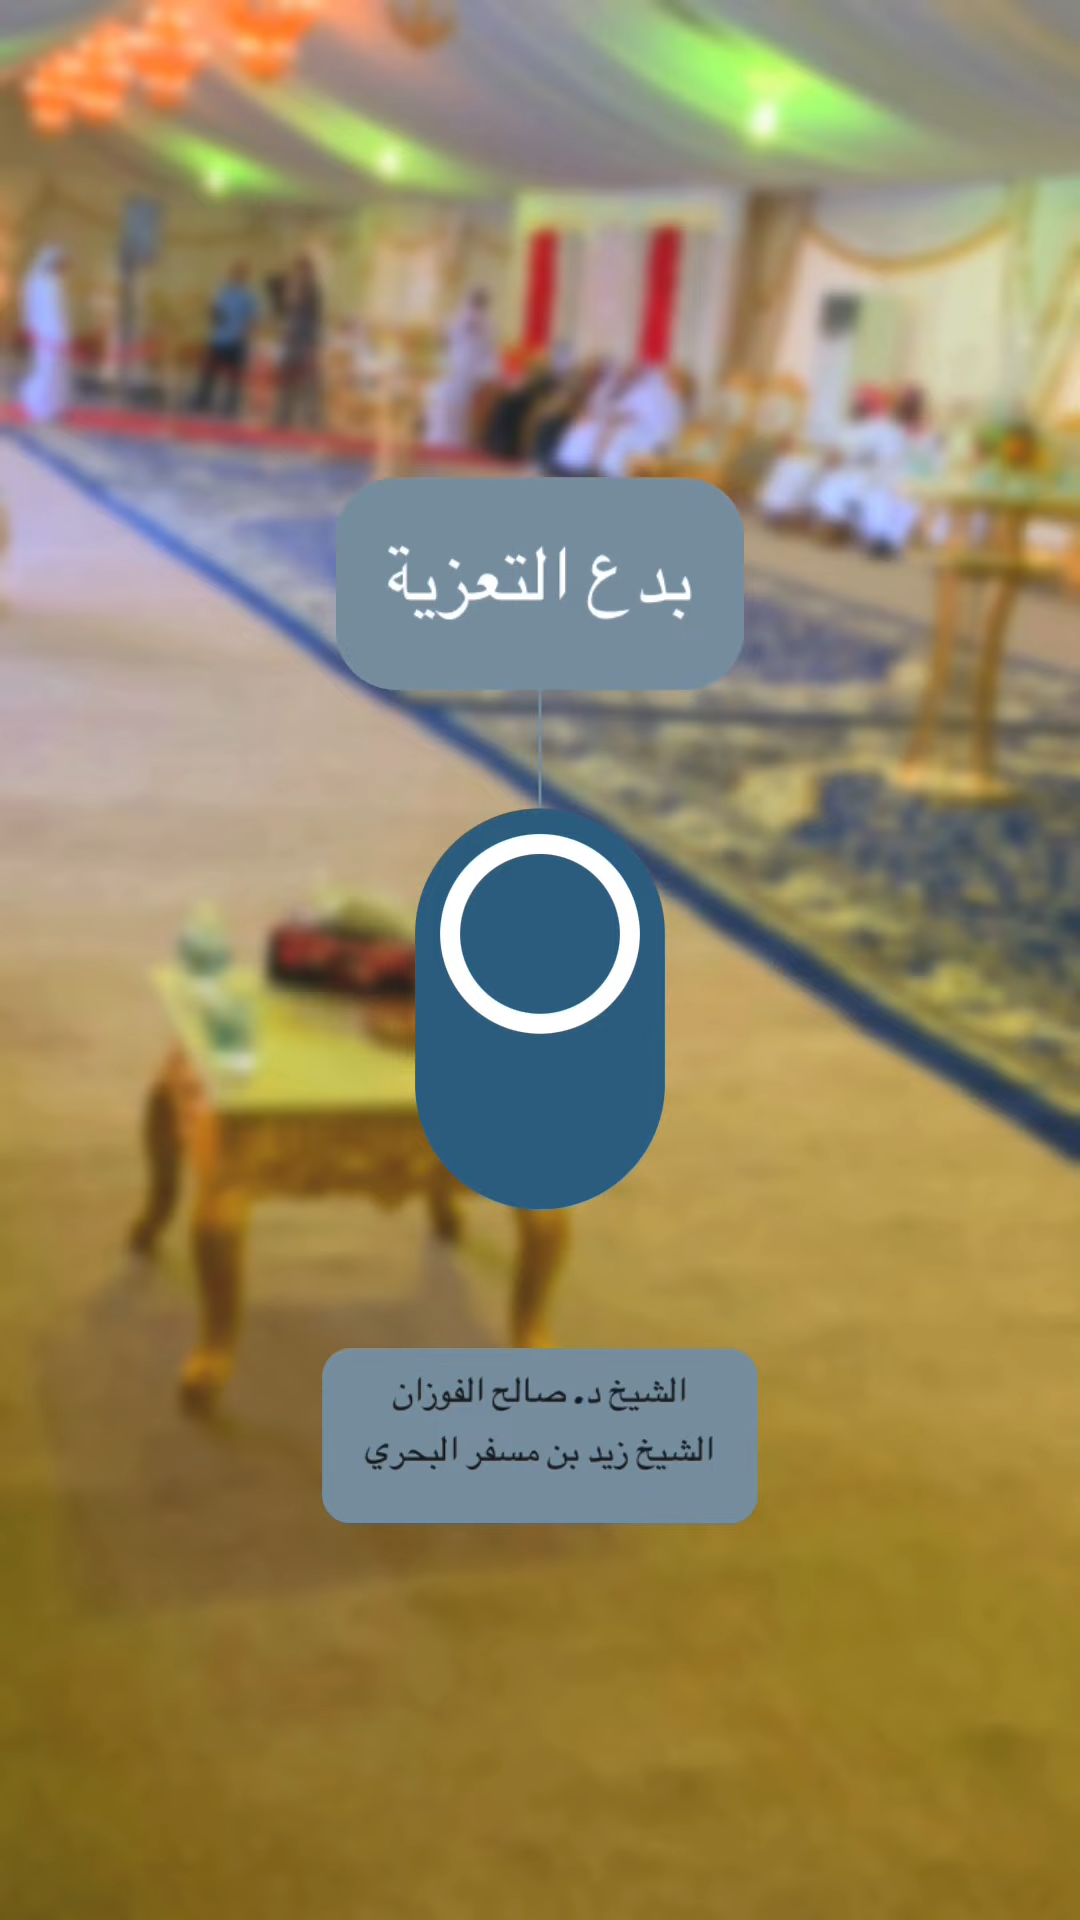 بدع التعزية
الشيخ د. صالح الفوزان
الشيخ زيد بن مسفر البحري